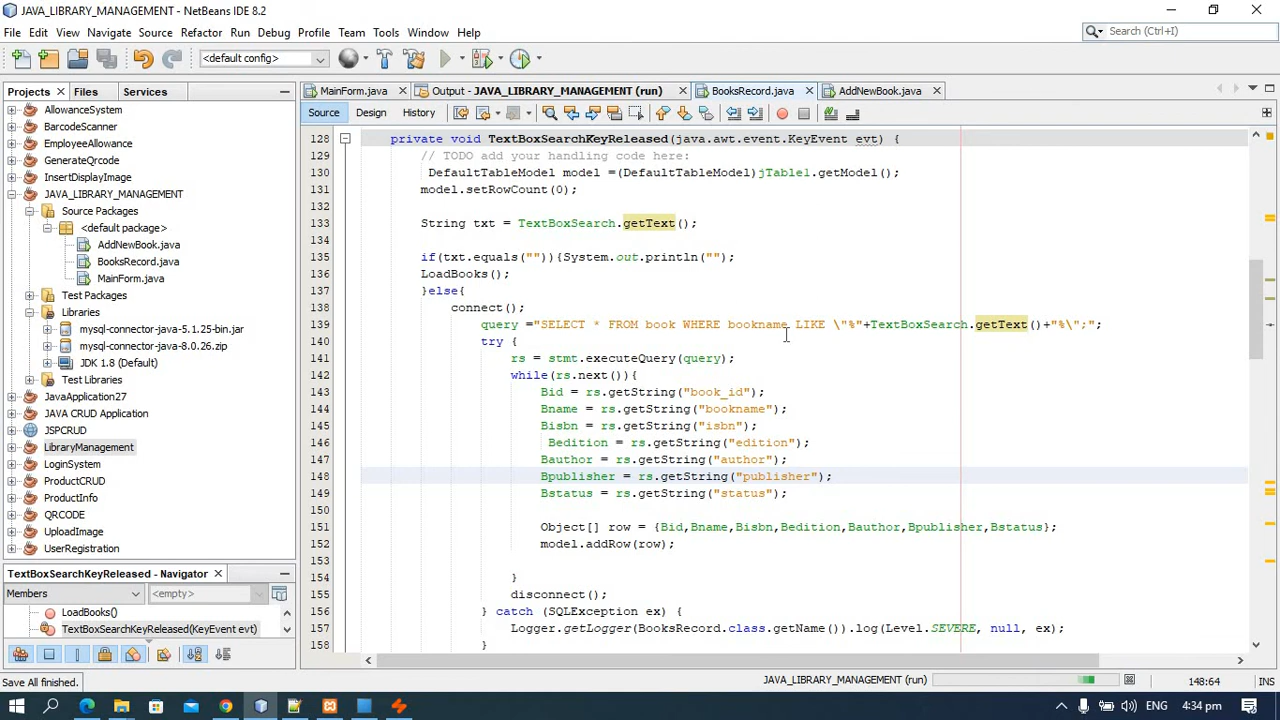 JAVA_LIBRARY_MANAGEMENT - NetBeans IDE 8.2
File Edit View Navigate Source Refactor Run Debug Profile Team Tools Window Help
Search (Ctrl+I)
<default config>
Projects Files Services
MainForm.java Output - JAVA_LIBRARY_MANAGEMENT (run) BooksRecord.java AddNewBook.java
Source Design History
AllowanceSystem
BarcodeScanner
EmployeeAllowance
GenerateQrcode
InsertDisplayImage
JAVA_LIBRARY_MANAGEMENT
Source Packages
<default package>
AddNewBook.java
BooksRecord.java
MainForm.java
Test Packages
Libraries
mysql-connector-java-5.1.25-bin.jar
mysql-connector-java-8.0.26.zip
JDK 1.8 (Default)
Test Libraries
JavaApplication27
JAVA CRUD Application
JSPCRUD
LibraryManagement
LoginSystem
ProductCRUD
ProductInfo
QRCODE
UploadImage
UserRegistration
TextBoxSearchKeyReleased - Navigator
Members <empty>
LoadBooks()
TextBoxSearchKeyReleased(KeyEvent evt)
128 private void TextBoxSearchKeyReleased(java.awt.event.KeyEvent evt) {
129 // TODO add your handling code here:
130 DefaultTableModel model =(DefaultTableModel)jTable1.getModel();
131 model.setRowCount(0);
132
133 String txt = TextBoxSearch.getText();
134
135 if(txt.equals("")){System.out.println("");
136 LoadBooks();
137 }else{
138 connect();
139 query ="SELECT * FROM book WHERE bookname LIKE \"%"+TextBoxSearch.getText()+"%\";";
140 try {
141 rs = stmt.executeQuery(query);
142 while(rs.next()){
143 Bid = rs.getString("book_id");
144 Bname = rs.getString("bookname");
145 Bisbn = rs.getString("isbn");
146 Bedition = rs.getString("edition");
147 Bauthor = rs.getString("author");
148 Bpublisher = rs.getString("publisher");
149 Bstatus = rs.getString("status");
150
151 Object[] row = {Bid,Bname,Bisbn,Bedition,Bauthor,Bpublisher,Bstatus};
152 model.addRow(row);
153
154 }
155 disconnect();
156 } catch (SQLException ex) {
157 Logger.getLogger(BooksRecord.class.getName()).log(Level.SEVERE, null, ex);
158 }
Save All finished.
JAVA_LIBRARY_MANAGEMENT (run)
148:64 INS
ENG 4:34 pm